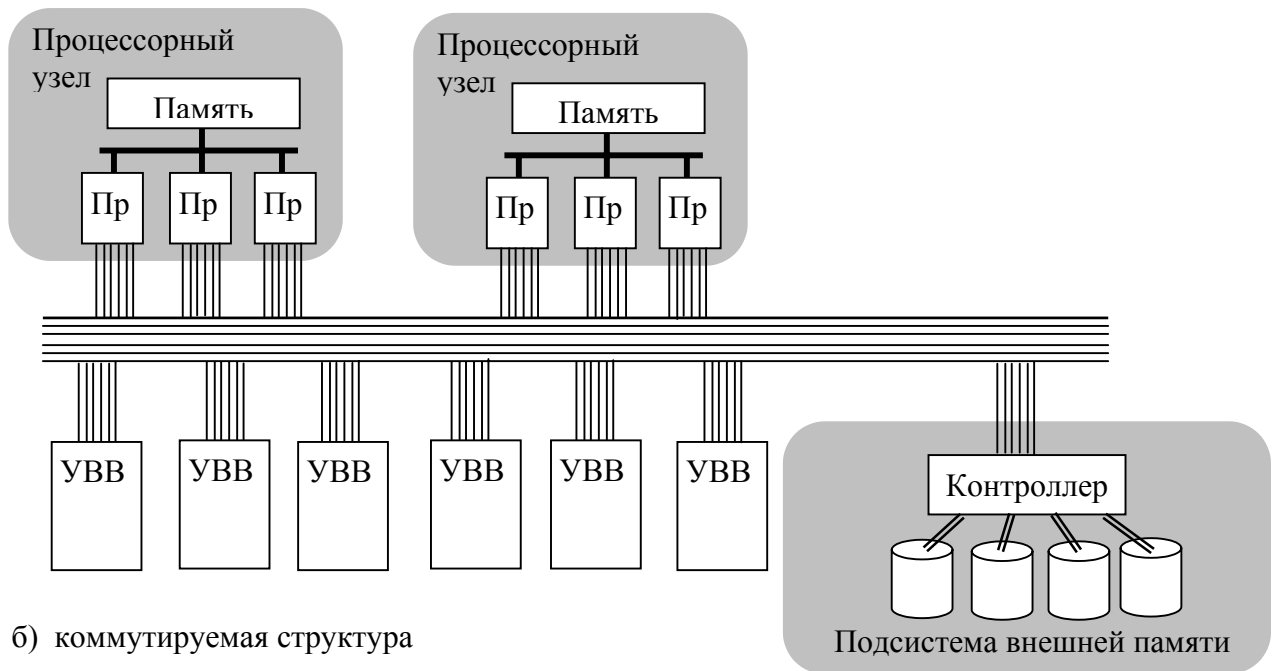 Процессорный
узел
Память
Пр Пр Пр
Процессорный
узел
Память
Пр Пр Пр
УВВ УВВ УВВ УВВ УВВ УВВ
Контроллер
Подсистема внешней памяти
б) коммутируемая структура